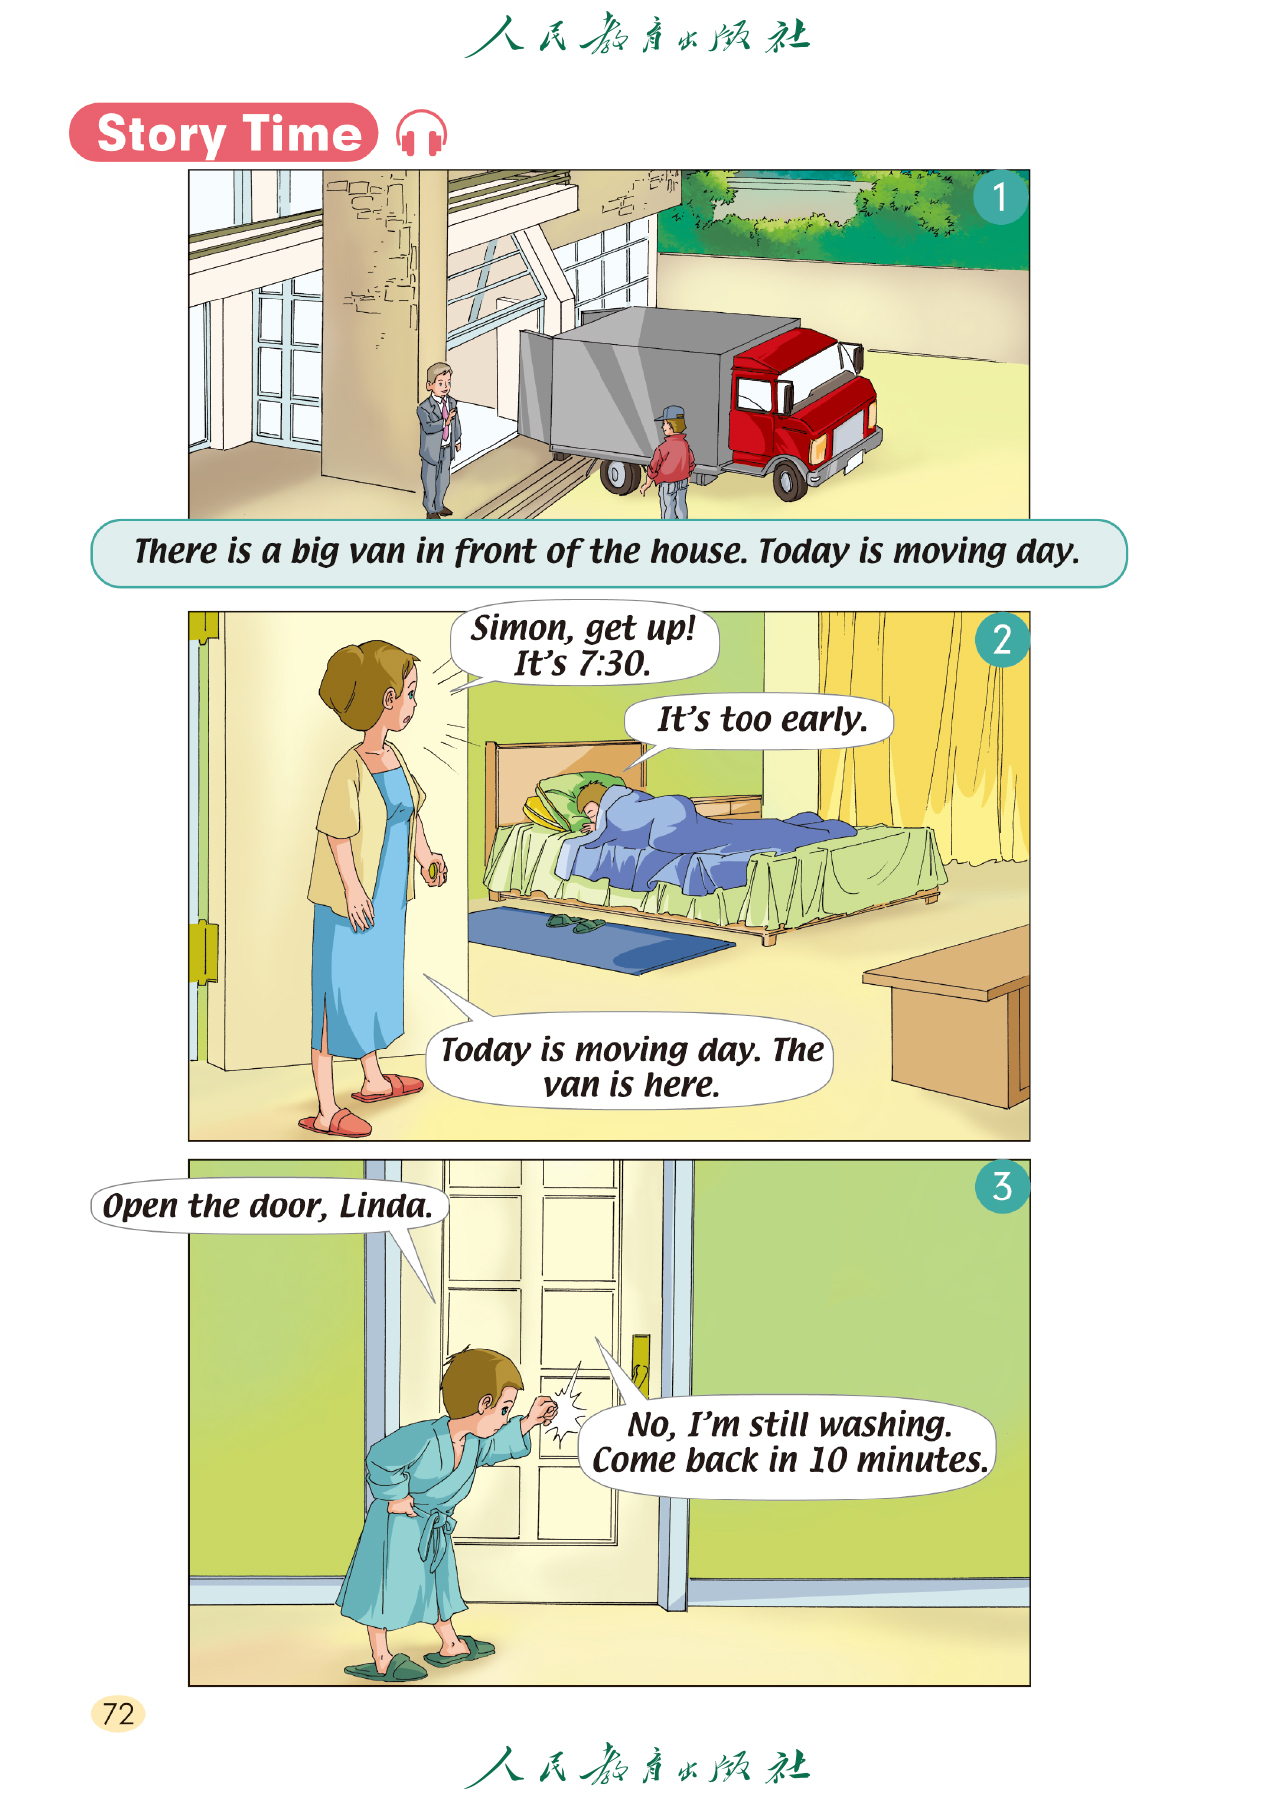 人民教育出版社
Story Time
1
There is a big van in front of the house. Today is moving day.
2
Simon, get up!
It's 7:30.
It's too early.
Today is moving day. The
van is here.
3
Open the door, Linda.
No, I'm still washing.
Come back in 10 minutes.
72
人民教育出版社